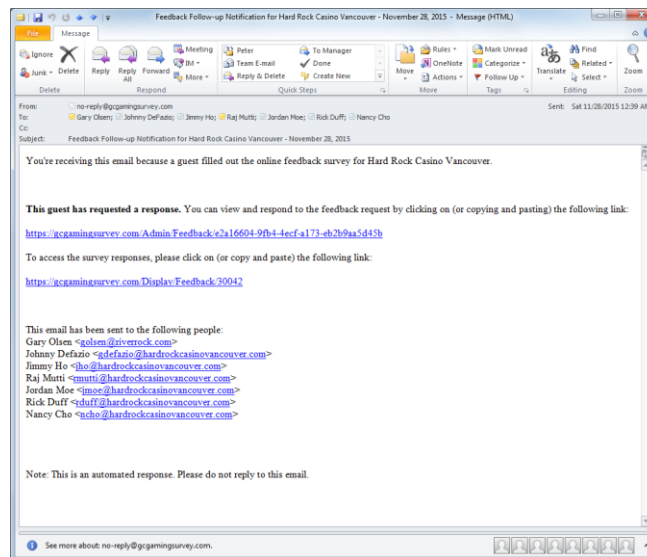 Feedback Follow-up Notification for Hard Rock Casino Vancouver - November 28, 2015 - Message (HTML)
File
Message
Ignore
Junk
Delete
Delete
Reply
Reply All
Forward
Meeting
IM
More
Respond
Peter
Team E-mail
Reply & Delete
To Manager
Done
Create New
Quick Steps
Move
Rules
OneNote
Actions
Move
Mark Unread
Categorize
Follow Up
Tags
Translate
Find
Related
Select
Editing
Zoom
Zoom
From: no-reply@gcgamingsurvey.com
Sent: Sat 11/28/2015 12:39 AM
To: Gary Olsen; Johnny DeFazio; Jimmy Ho; Raj Mutti; Jordan Moe; Rick Duff; Nancy Cho
Cc:
Subject: Feedback Follow-up Notification for Hard Rock Casino Vancouver - November 28, 2015
You're receiving this email because a guest filled out the online feedback survey for Hard Rock Casino Vancouver.
This guest has requested a response. You can view and respond to the feedback request by clicking on (or copying and pasting) the following link:
https://gcgamingsurvey.com/Admin/Feedback/e2a16604-9fb4-4ecf-a173-eb2b9aa5d45b
To access the survey responses, please click on (or copy and paste) the following link:
https://gcgamingsurvey.com/Display/Feedback/30042
This email has been sent to the following people:
Gary Olsen <golsen@riverrock.com>
Johnny Defazio <gdefazio@hardrockcasinovancouver.com>
Jimmy Ho <jho@hardrockcasinovancouver.com>
Raj Mutti <rmutti@hardrockcasinovancouver.com>
Jordan Moe <jmoe@hardrockcasinovancouver.com>
Rick Duff <rduff@hardrockcasinovancouver.com>
Nancy Cho <ncho@hardrockcasinovancouver.com>
Note: This is an automated response. Please do not reply to this email.
See more about: no-reply@gcgamingsurvey.com.